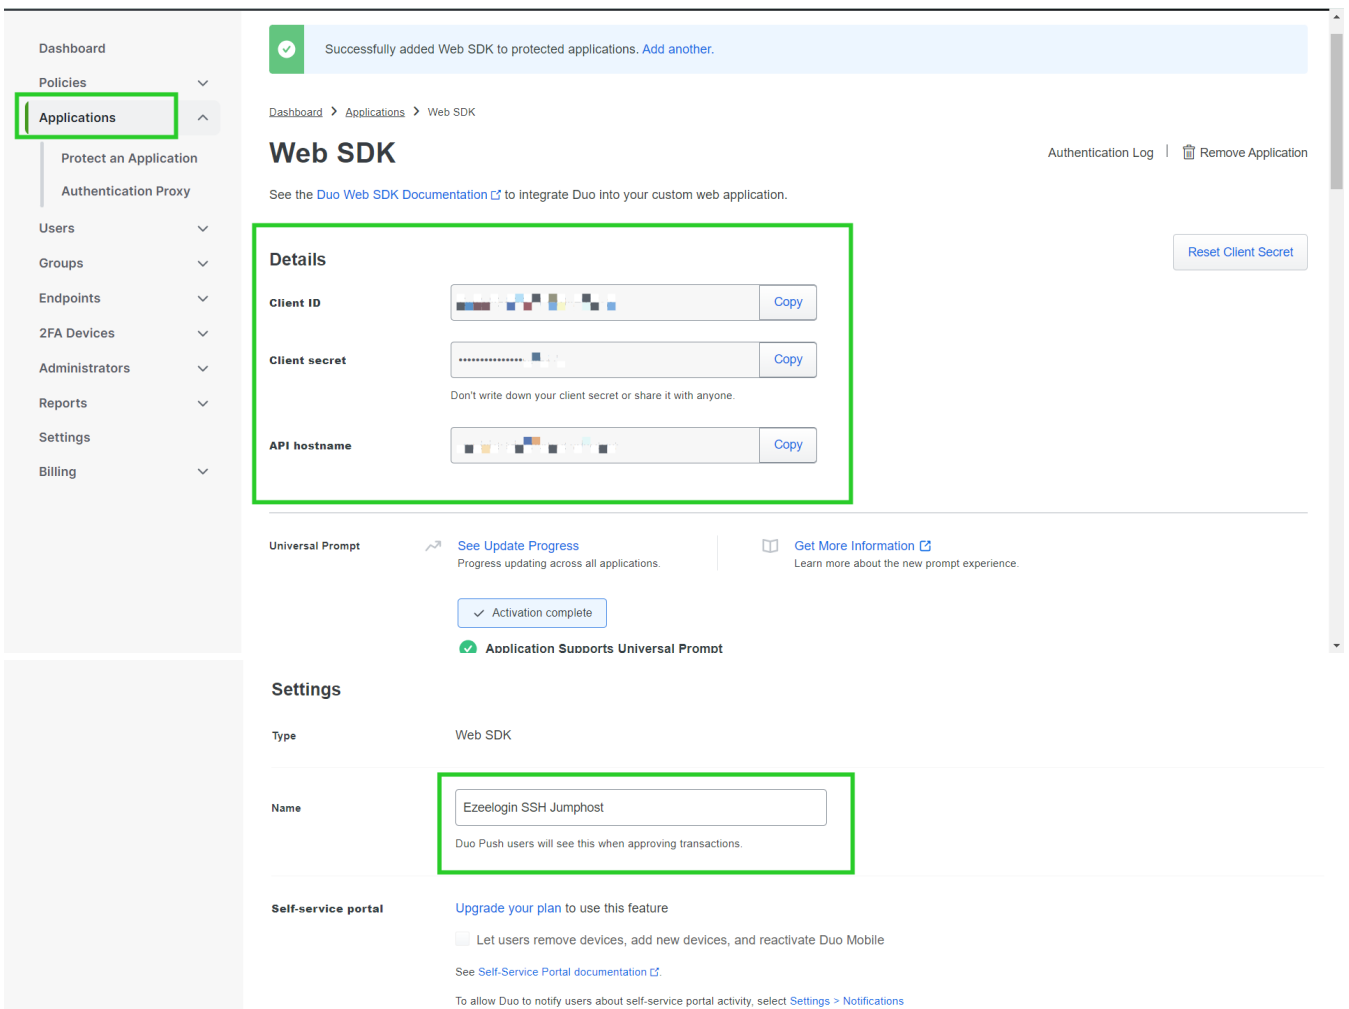 Dashboard
Policies
Applications
Protect an Application
Authentication Proxy
Users
Groups
Endpoints
2FA Devices
Administrators
Reports
Settings
Billing
Successfully added Web SDK to protected applications. Add another.
Dashboard > Applications > Web SDK
Web SDK
Authentication Log | Remove Application
See the Duo Web SDK Documentation to integrate Duo into your custom web application.
Reset Client Secret
Details
Client ID
Copy
Client secret
Copy
Don't write down your client secret or share it with anyone.
API hostname
Copy
Universal Prompt
See Update Progress
Progress updating across all applications.
Get More Information
Learn more about the new prompt experience.
Activation complete
Application Supports Universal Prompt
Settings
Type
Web SDK
Name
Ezeelogin SSH Jumphost
Duo Push users will see this when approving transactions.
Self-service portal
Upgrade your plan to use this feature
Let users remove devices, add new devices, and reactivate Duo Mobile
See Self-Service Portal documentation.
To allow Duo to notify users about self-service portal activity, select Settings > Notifications